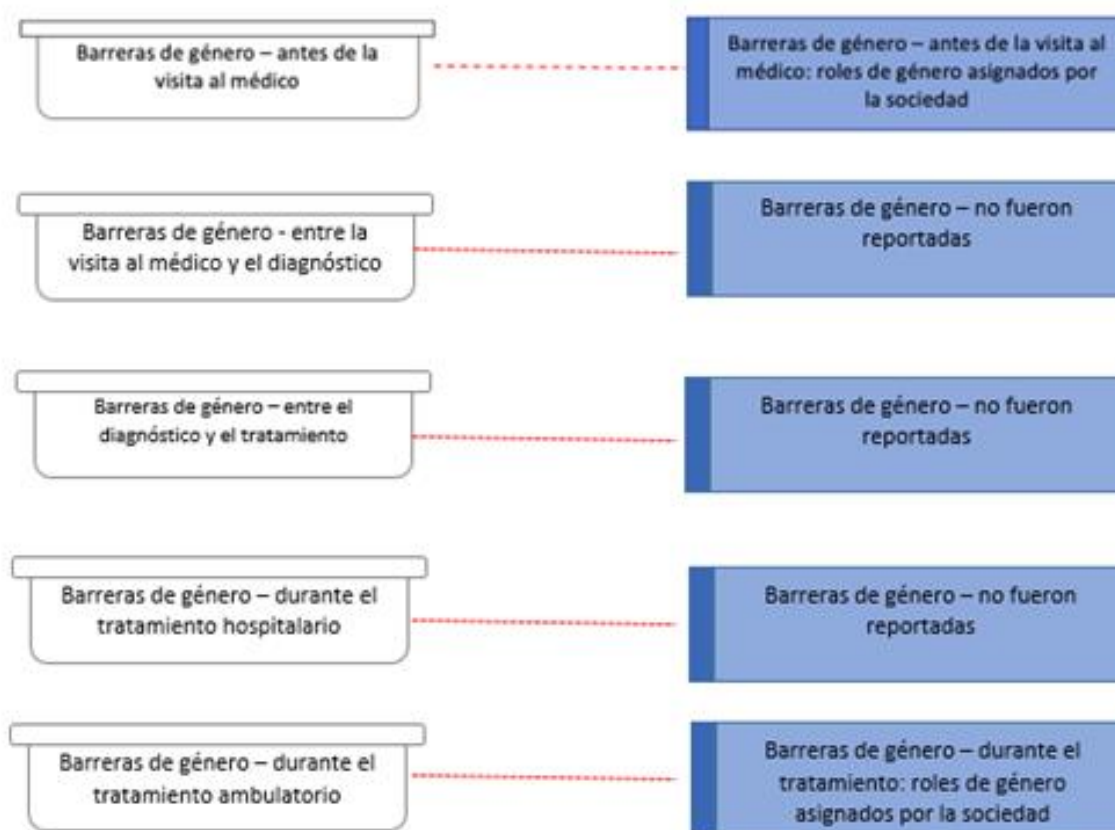 Barreras de género – antes de la
visita al médico
Barreras de género – antes de la visita al
médico: roles de género asignados por
la sociedad
Barreras de género - entre la
visita al médico y el diagnóstico
Barreras de género – no fueron
reportadas
Barreras de género – entre el
diagnóstico y el tratamiento
Barreras de género – no fueron
reportadas
Barreras de género – durante el
tratamiento hospitalario
Barreras de género – no fueron
reportadas
Barreras de género – durante el
tratamiento ambulatorio
Barreras de género – durante el
tratamiento: roles de género
asignados por la sociedad